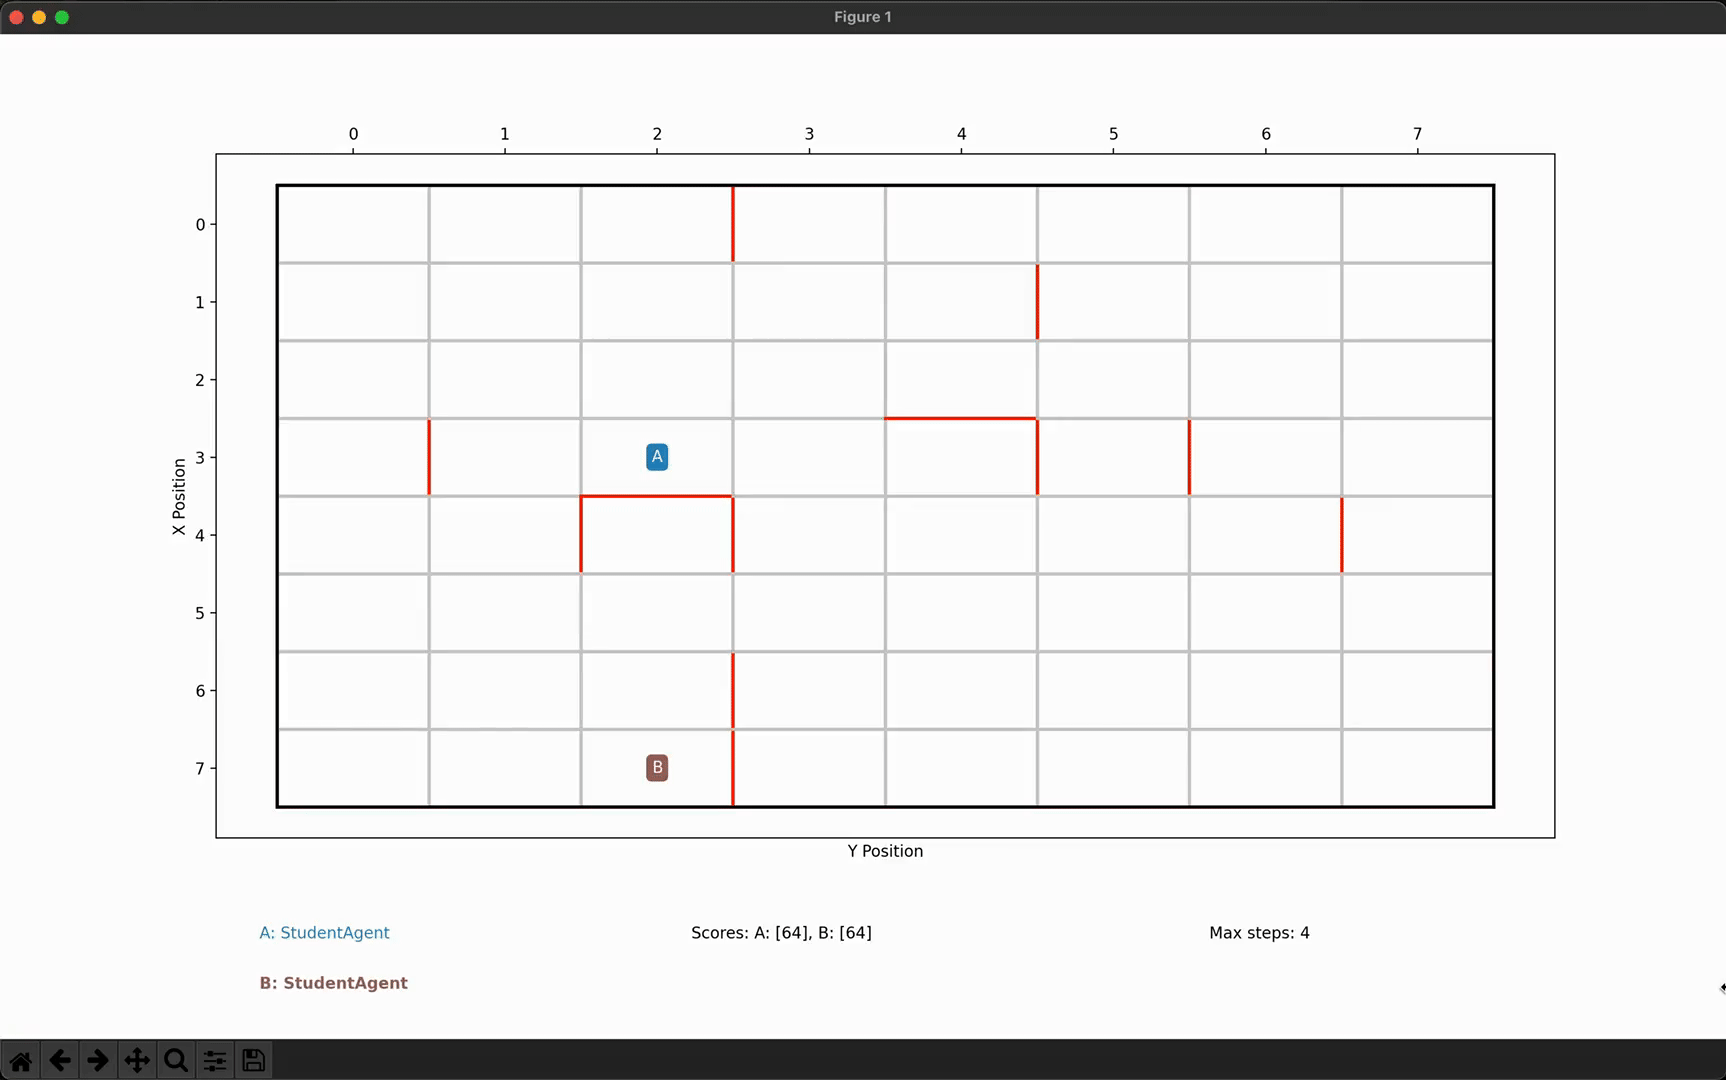 Figure 1
0 1 2 3 4 5 6 7
0
1
2
3 A
4
5
6
7 B
X Position
Y Position
A: StudentAgent Scores: A: [64], B: [64] Max steps: 4
B: StudentAgent